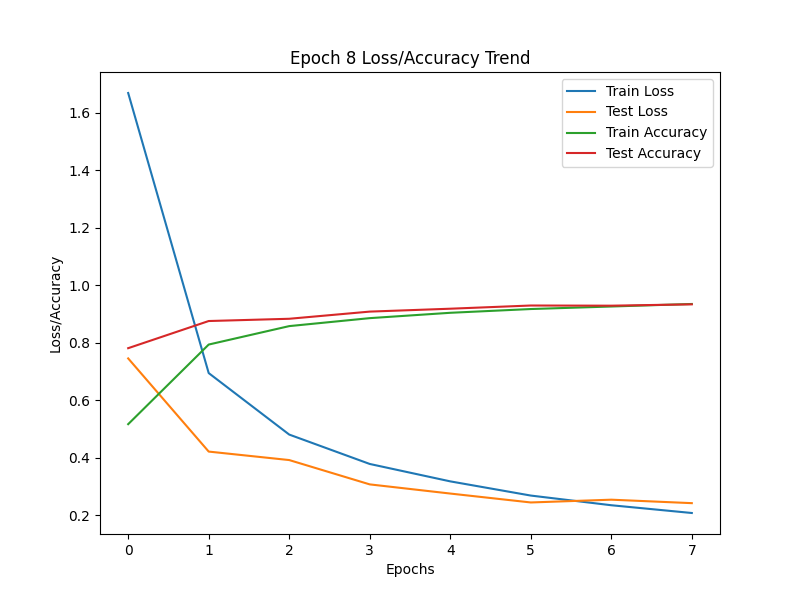 Epoch 8 Loss/Accuracy Trend
Train Loss
Test Loss
Train Accuracy
Test Accuracy
Loss/Accuracy
1.6
1.4
1.2
1.0
0.8
0.6
0.4
0.2
0 1 2 3 4 5 6 7
Epochs